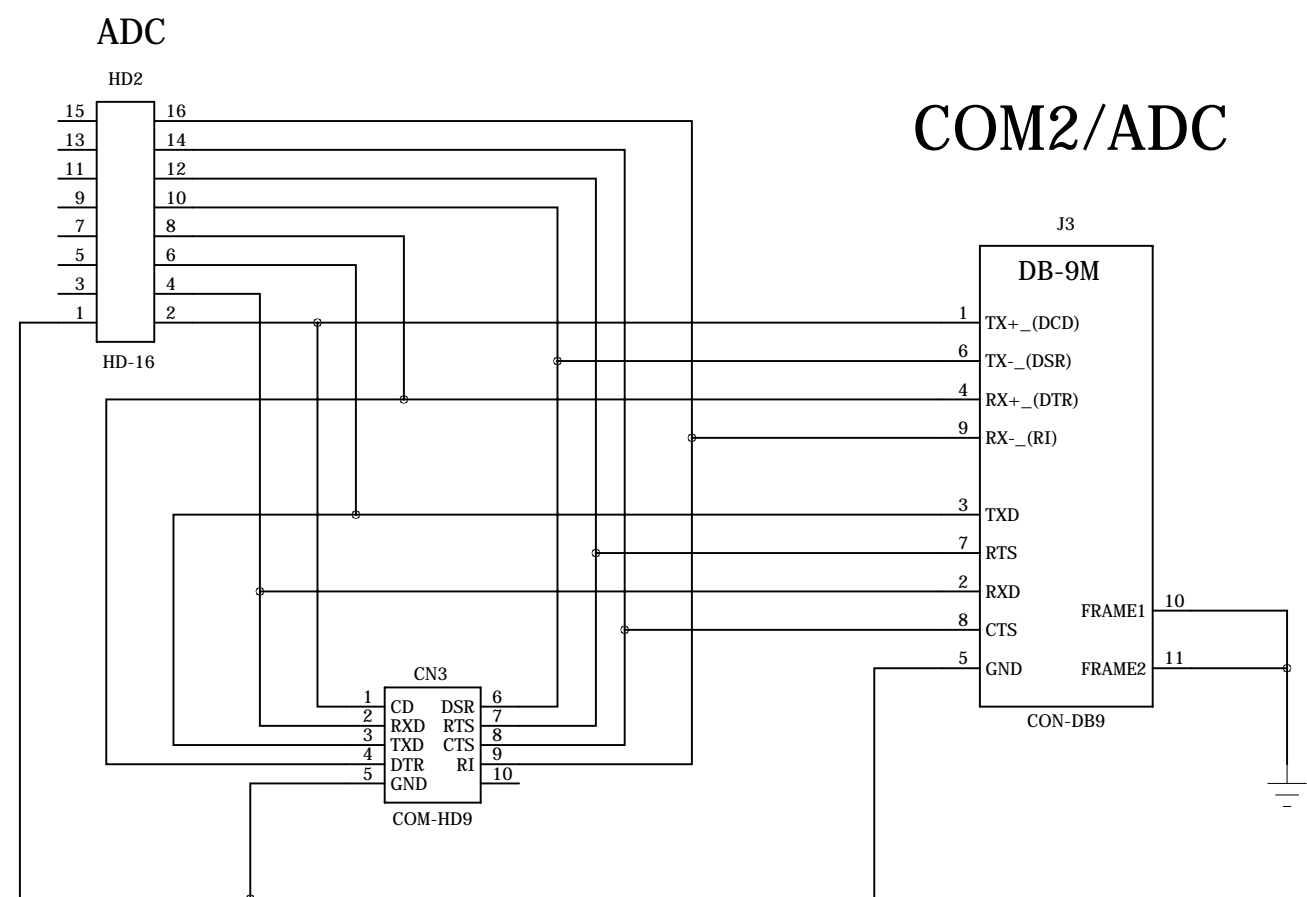 ADC
HD2
15 16
13 14
11 12
9 10
7 8
5 6
3 4
1 2
HD-16
COM2/ADC
J3
DB-9M
1 TX+_(DCD)
6 TX-_(DSR)
4 RX+_(DTR)
9 RX-_(RI)
3 TXD
7 RTS
2 RXD
FRAME1 10
8 CTS
5 GND FRAME2 11
CON-DB9
CN3
1 CD DSR 6
2 RXD RTS 7
3 TXD CTS 8
4 DTR RI 9
5 GND 10
COM-HD9